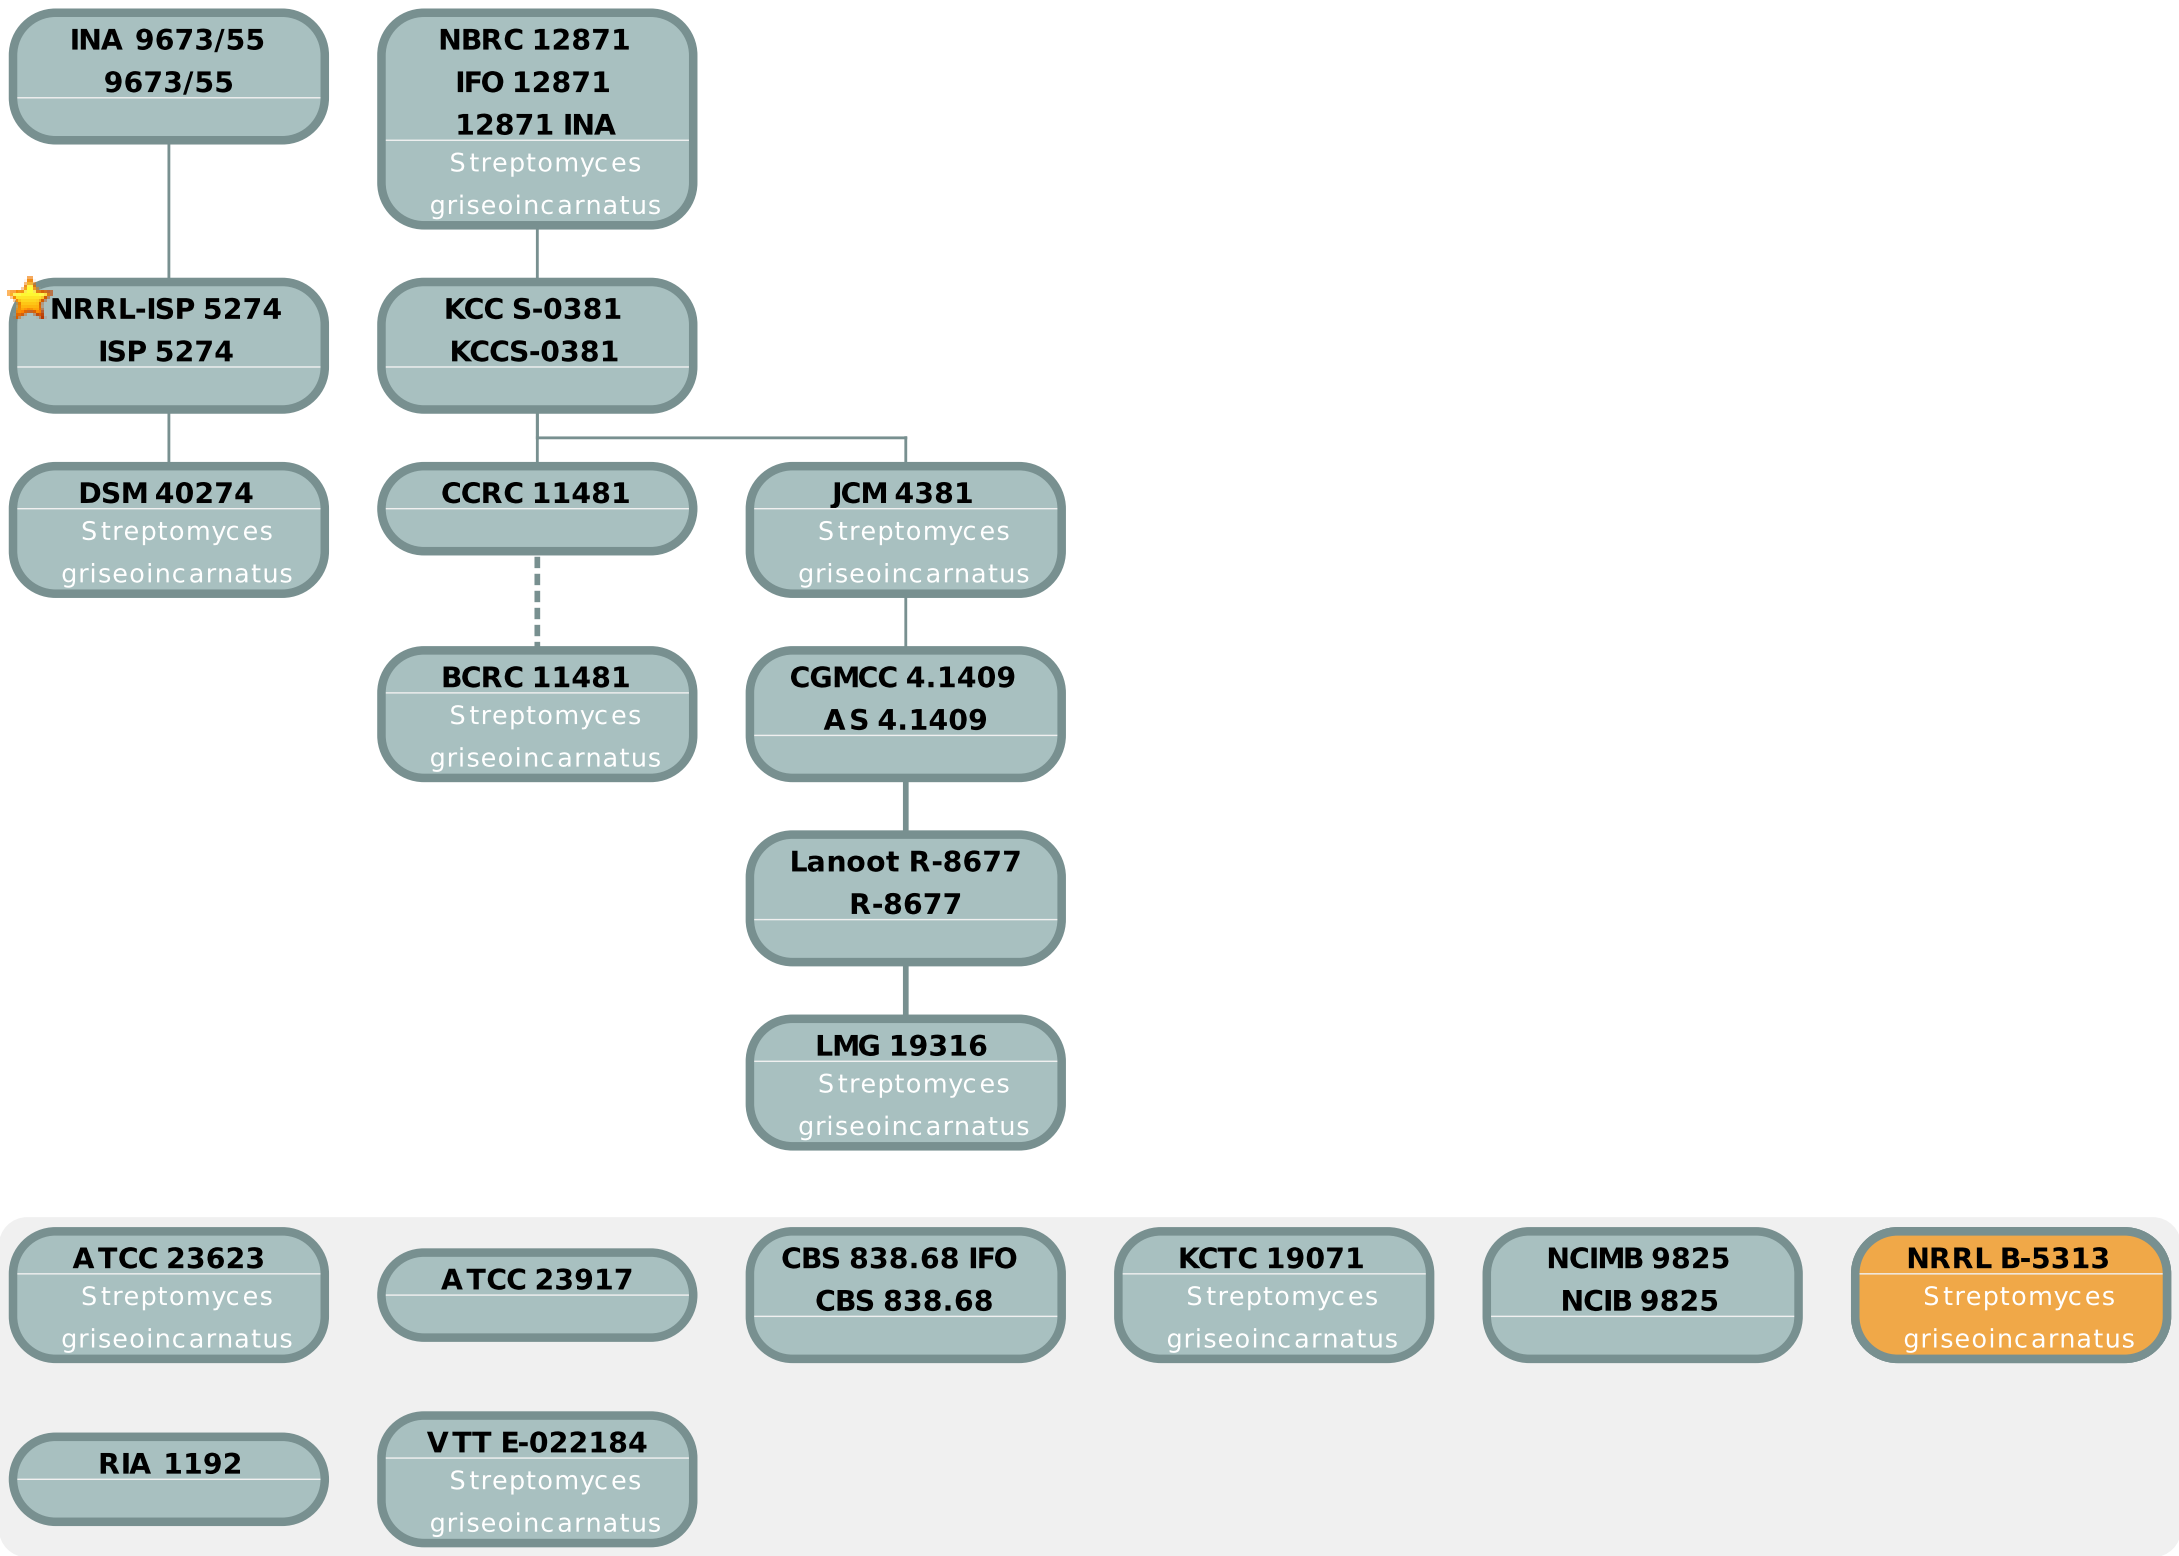 INA 9673/55
9673/55
NBRC 12871
IFO 12871
12871 INA
Streptomyces
griseoincarnatus
NRRL-ISP 5274
ISP 5274
KCC S-0381
KCCS-0381
DSM 40274
Streptomyces
griseoincarnatus
CCRC 11481
JCM 4381
Streptomyces
griseoincarnatus
BCRC 11481
Streptomyces
griseoincarnatus
CGMCC 4.1409
AS 4.1409
Lanoot R-8677
R-8677
LMG 19316
Streptomyces
griseoincarnatus
ATCC 23623
Streptomyces
griseoincarnatus
ATCC 23917
CBS 838.68 IFO
CBS 838.68
KCTC 19071
Streptomyces
griseoincarnatus
NCIMB 9825
NCIB 9825
NRRL B-5313
Streptomyces
griseoincarnatus
RIA 1192
VTT E-022184
Streptomyces
griseoincarnatus